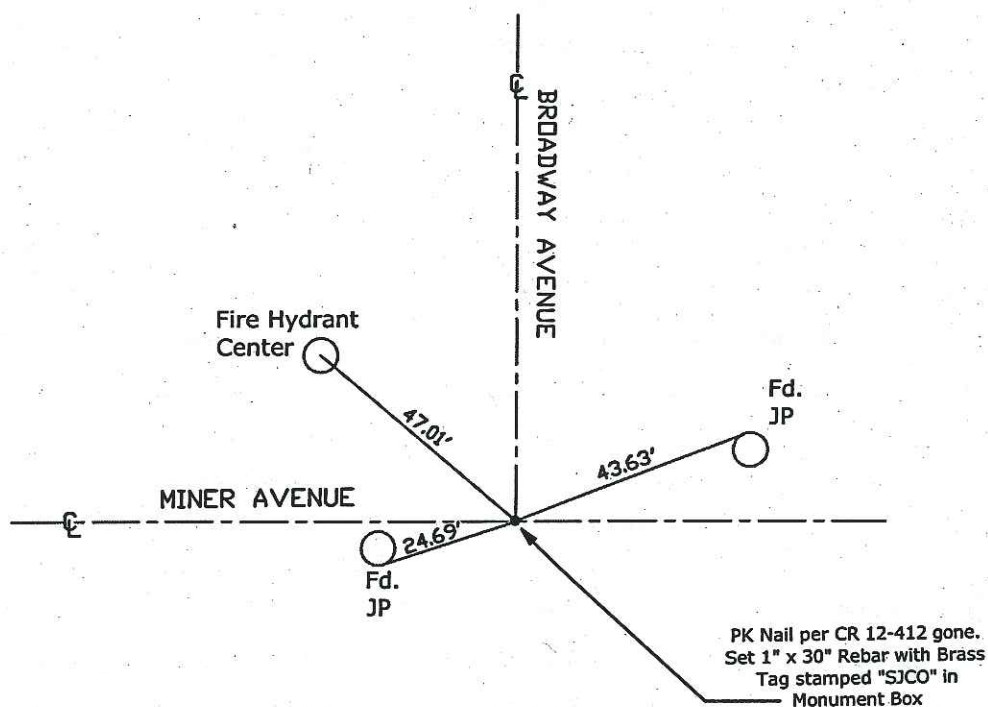 ℄
BROADWAY AVENUE
Fire Hydrant
Center
47.01'
Fd.
JP
43.63'
MINER AVENUE
℄
24.69'
Fd.
JP
PK Nail per CR 12-412 gone.
Set 1" x 30" Rebar with Brass
Tag stamped "SJCO" in
Monument Box